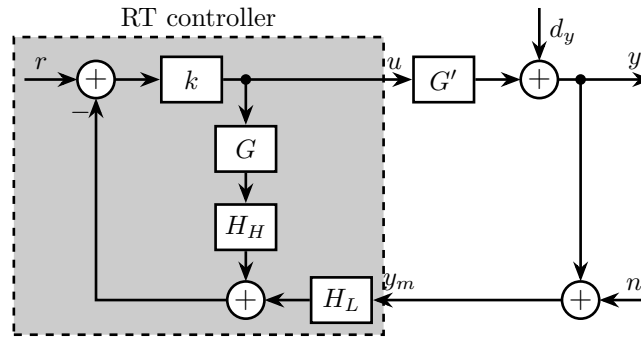 RT controller
d_y
r
+
k
u
G'
+
y
−
G
H_H
y_m
n
+
H_L
+